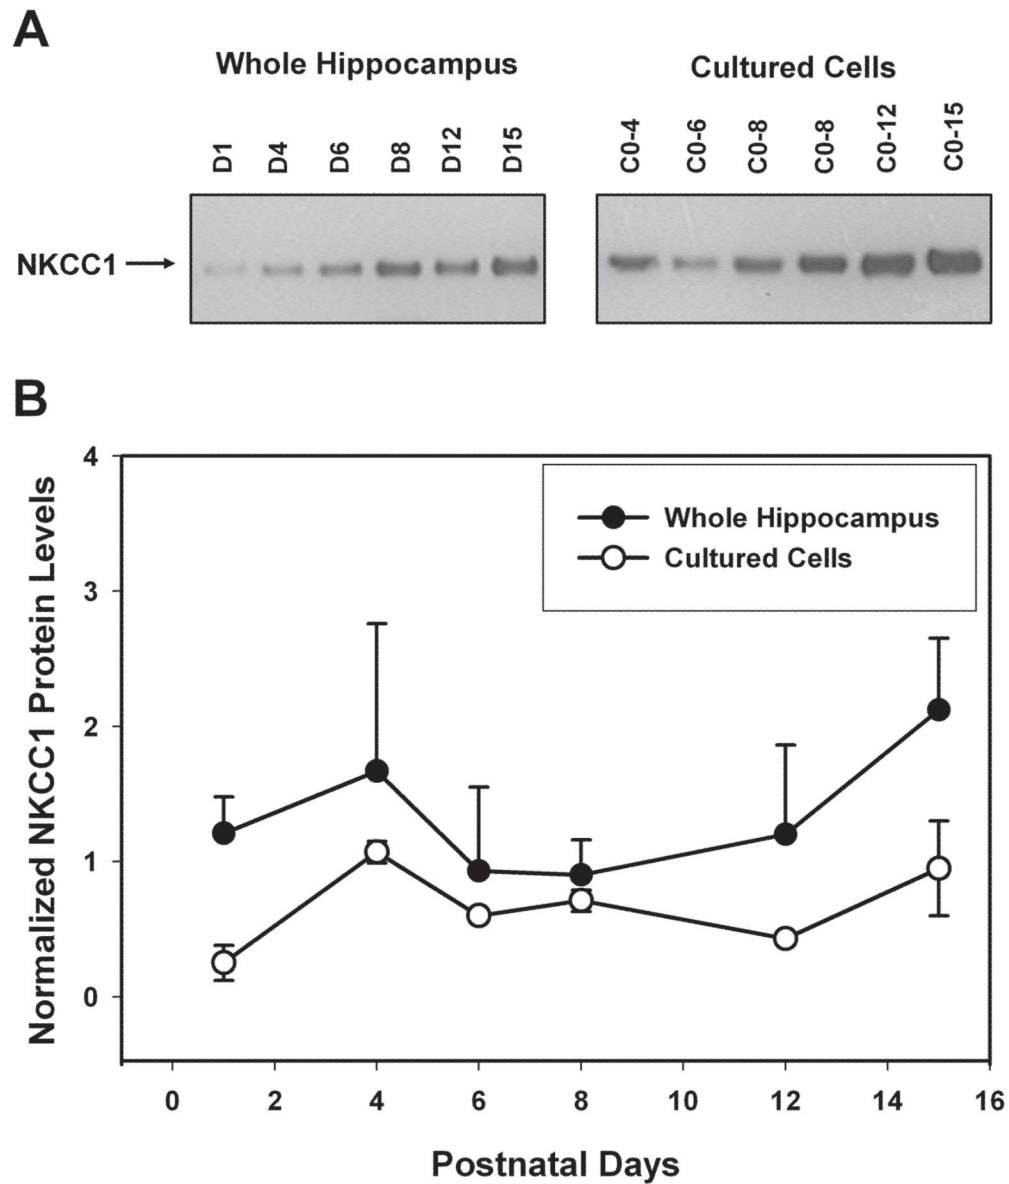 A
Whole Hippocampus
Cultured Cells
D1 D4 D6 D8 D12 D15
C0-4 C0-6 C0-8 C0-8 C0-12 C0-15
NKCC1
B
Normalized NKCC1 Protein Levels
4
3
2
1
0
Whole Hippocampus
Cultured Cells
0 2 4 6 8 10 12 14 16
Postnatal Days